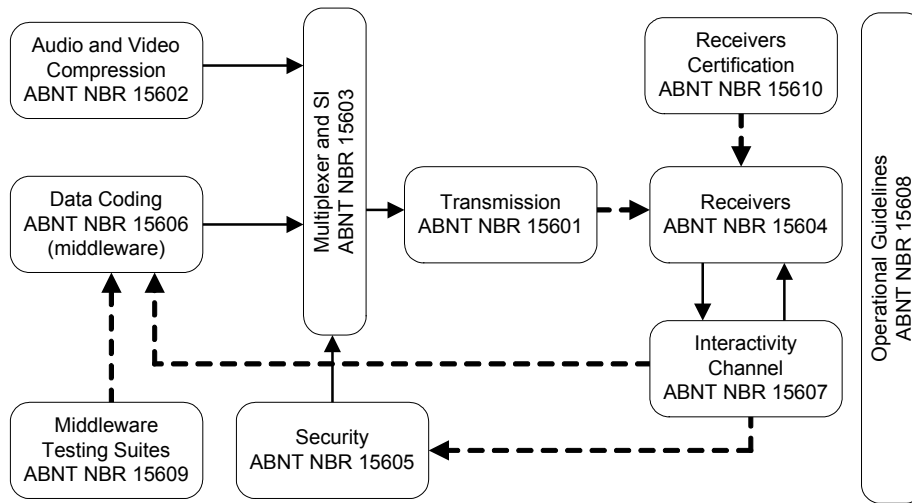 Audio and Video
Compression
ABNT NBR 15602
Multiplexer and SI
ABNT NBR 15603
Receivers
Certification
ABNT NBR 15610
Operational Guidelines
ABNT NBR 15608
Data Coding
ABNT NBR 15606
(middleware)
Transmission
ABNT NBR 15601
Receivers
ABNT NBR 15604
Interactivity
Channel
ABNT NBR 15607
Middleware
Testing Suites
ABNT NBR 15609
Security
ABNT NBR 15605